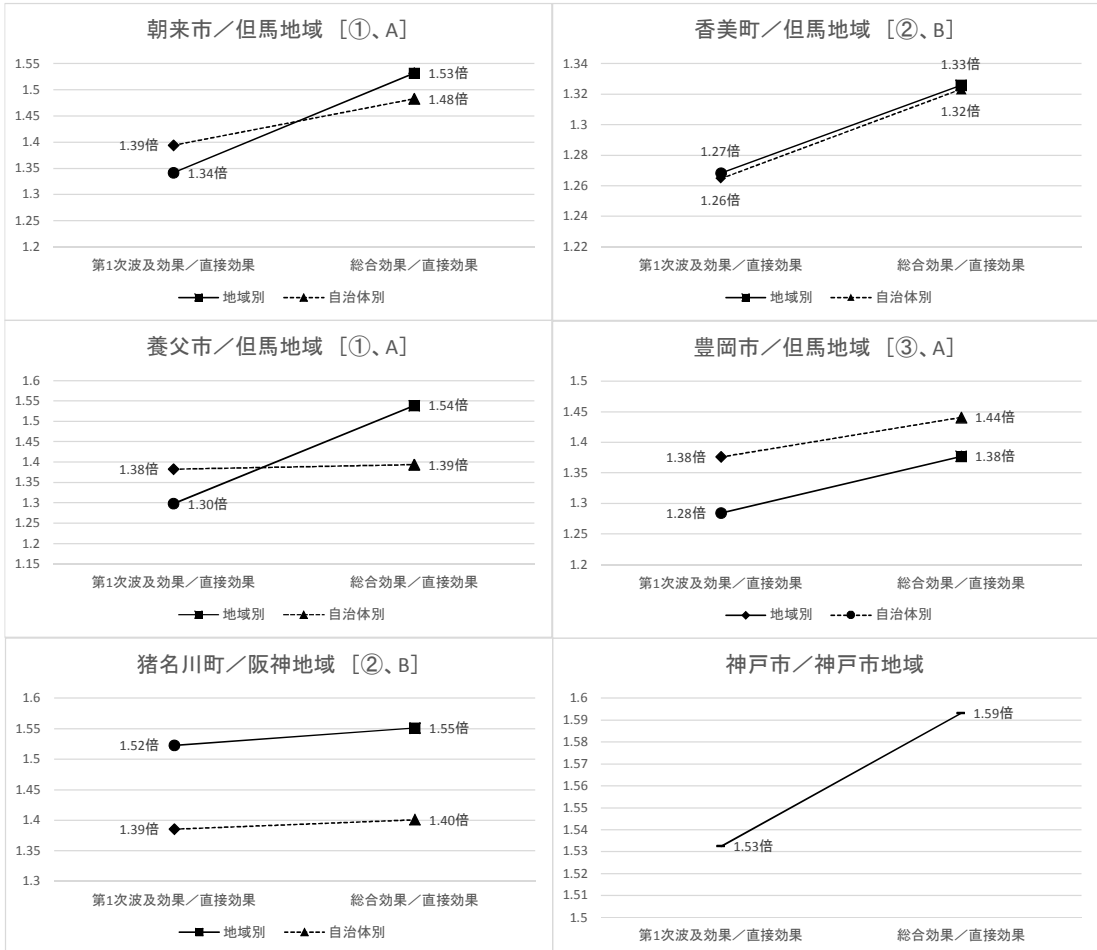 朝来市／但馬地域 [①、A]
1.55
1.5
1.45
1.4
1.35
1.3
1.25
1.2
1.39倍
1.34倍
1.53倍
1.48倍
第1次波及効果／直接効果 総合効果／直接効果
地域別 自治体別
香美町／但馬地域 [②、B]
1.34
1.32
1.3
1.28
1.26
1.24
1.22
1.27倍
1.26倍
1.33倍
1.32倍
第1次波及効果／直接効果 総合効果／直接効果
地域別 自治体別
養父市／但馬地域 [①、A]
1.6
1.55
1.5
1.45
1.4
1.35
1.3
1.25
1.2
1.15
1.38倍
1.30倍
1.54倍
1.39倍
第1次波及効果／直接効果 総合効果／直接効果
地域別 自治体別
豊岡市／但馬地域 [③、A]
1.5
1.45
1.4
1.35
1.3
1.25
1.2
1.38倍
1.28倍
1.44倍
1.38倍
第1次波及効果／直接効果 総合効果／直接効果
地域別 自治体別
猪名川町／阪神地域 [②、B]
1.6
1.55
1.5
1.45
1.4
1.35
1.3
1.52倍
1.39倍
1.55倍
1.40倍
第1次波及効果／直接効果 総合効果／直接効果
地域別 自治体別
神戸市／神戸市地域
1.6
1.59
1.58
1.57
1.56
1.55
1.54
1.53
1.52
1.51
1.5
1.53倍
1.59倍
第1次波及効果／直接効果 総合効果／直接効果